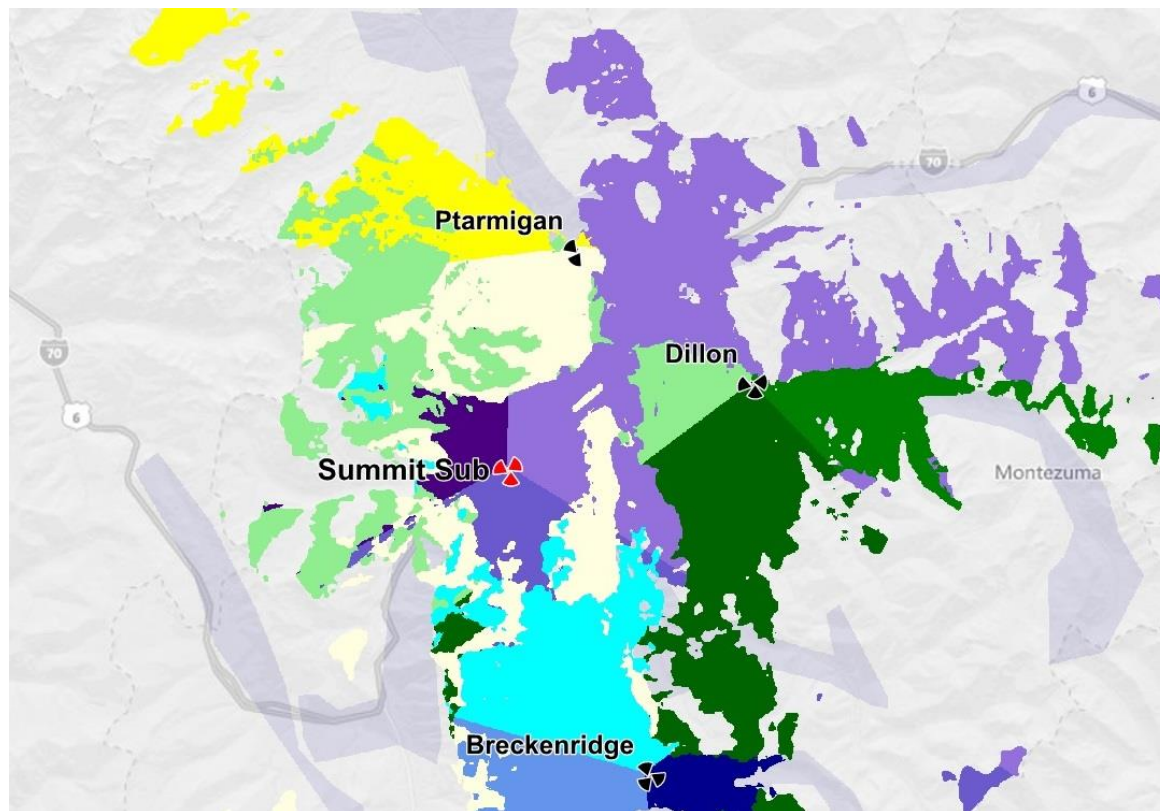 6
70
Ptarmigan
Dillon
70
6
Summit Sub
Montezuma
Breckenridge